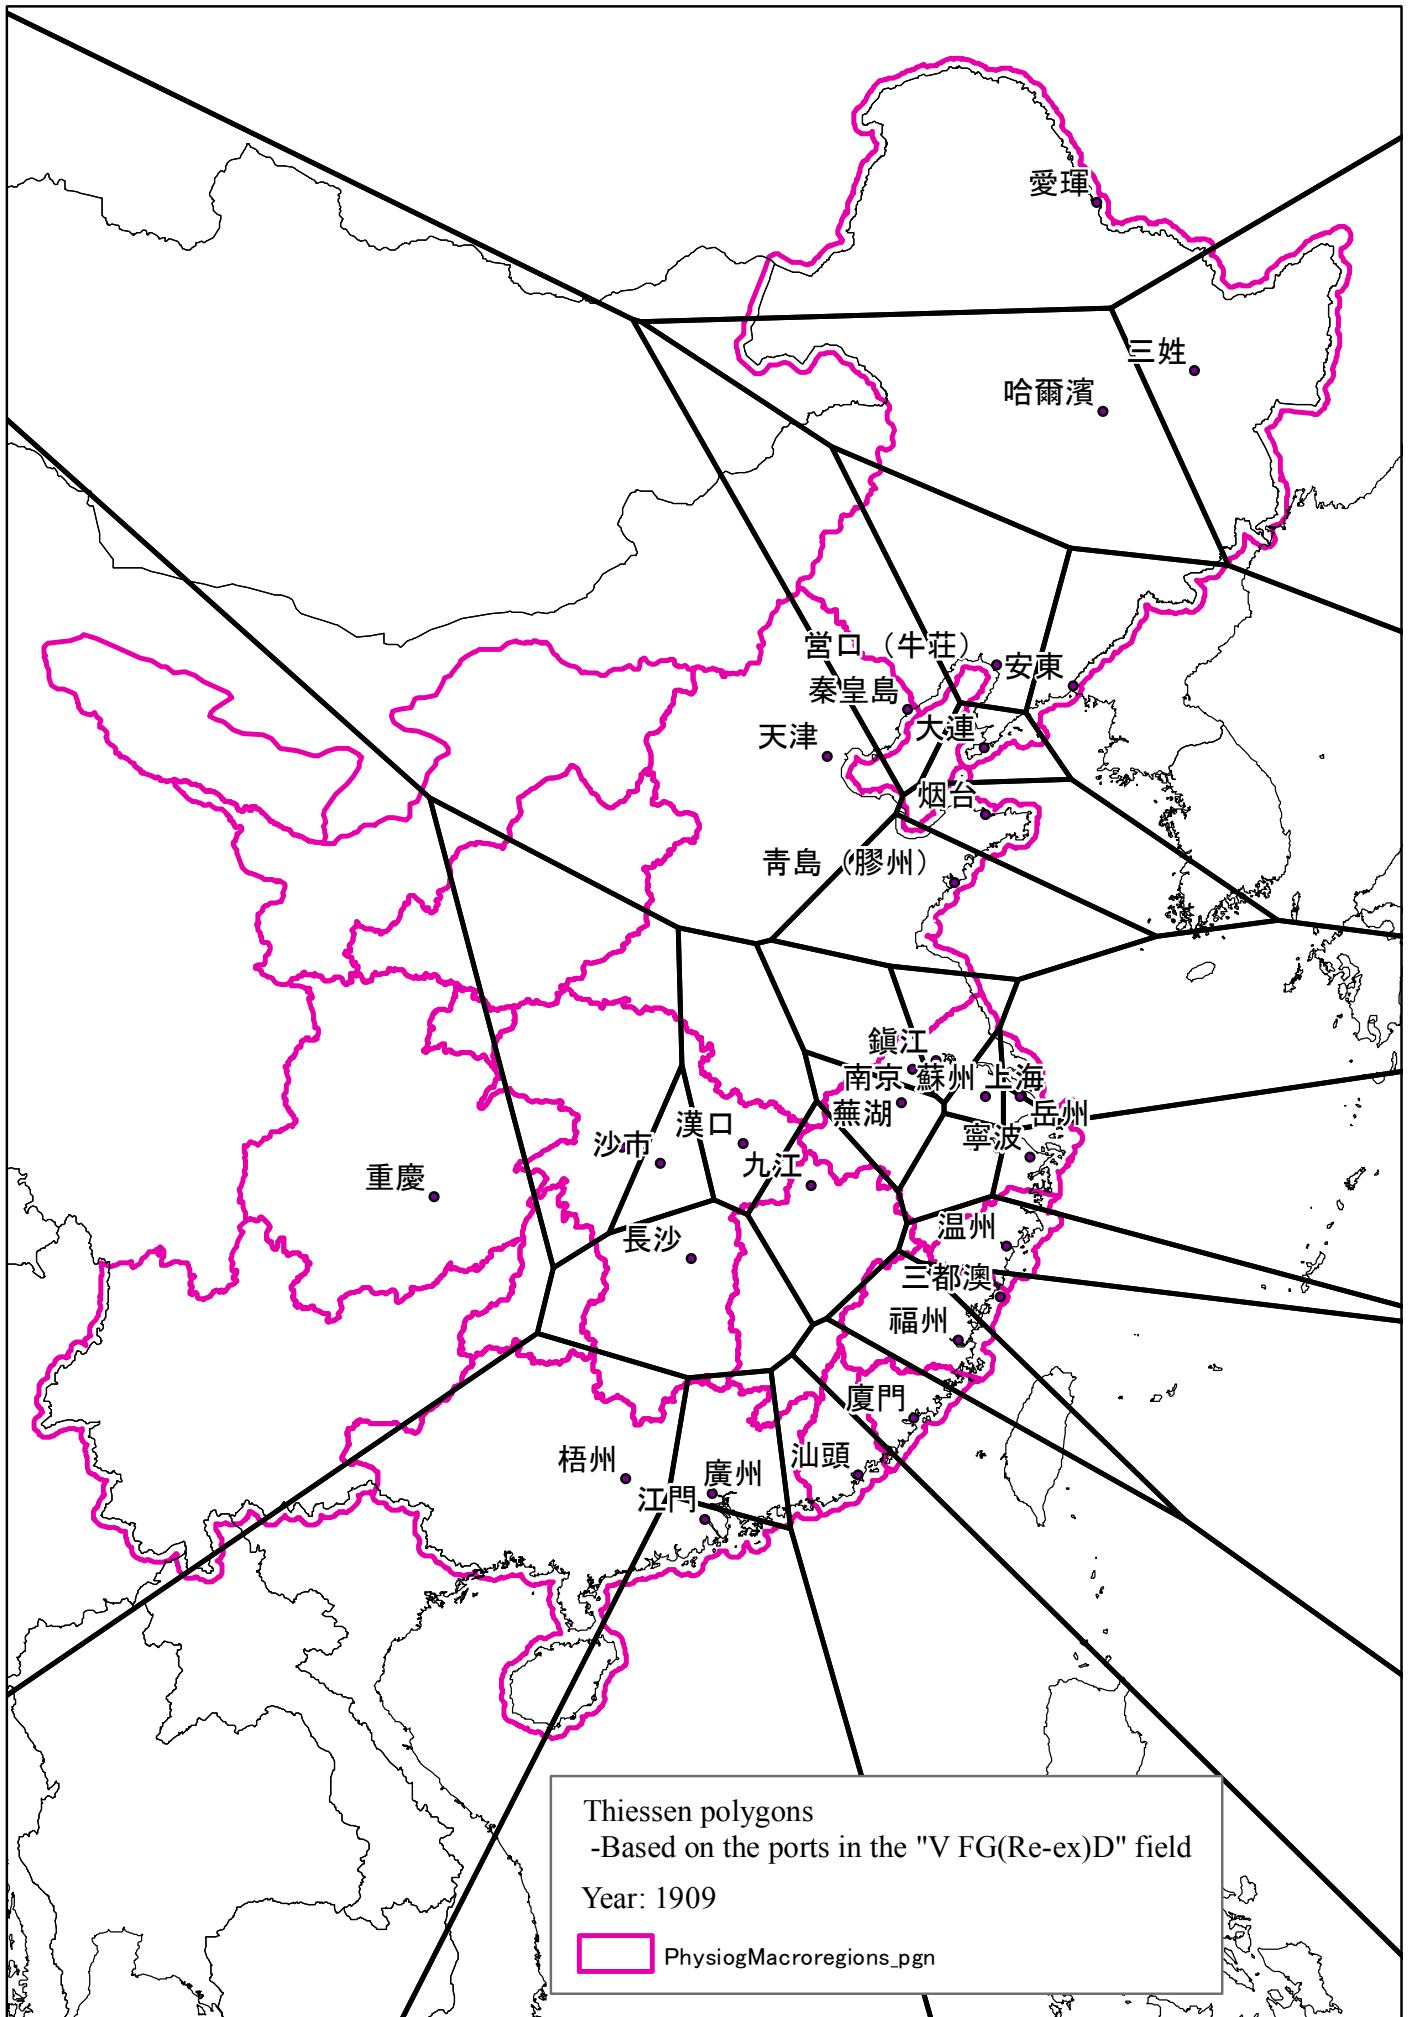 愛琿
三姓
哈爾濱
営口（牛荘）
安東
秦皇島
大連
天津
烟台
青島（膠州）
鎮江
南京
蘇州
上海
蕪湖
岳州
漢口
寧波
沙市
九江
重慶
温州
長沙
三都澳
福州
廈門
汕頭
梧州
廣州
江門
Thiessen polygons
-Based on the ports in the "V FG(Re-ex)D" field
Year: 1909
PhysiogMacroregions_pgn